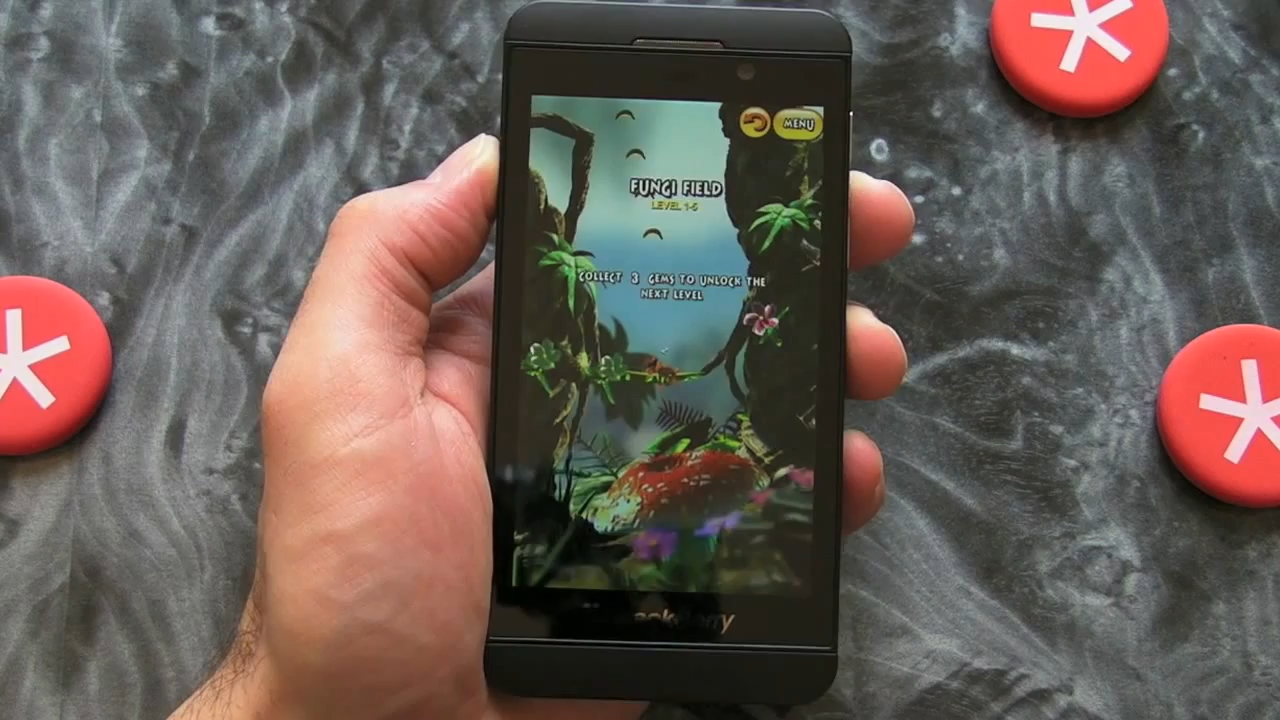 MENU
FUNGI FIELD
LEVEL 1-5
COLLECT 3 GEMS TO UNLOCK THE
NEXT LEVEL